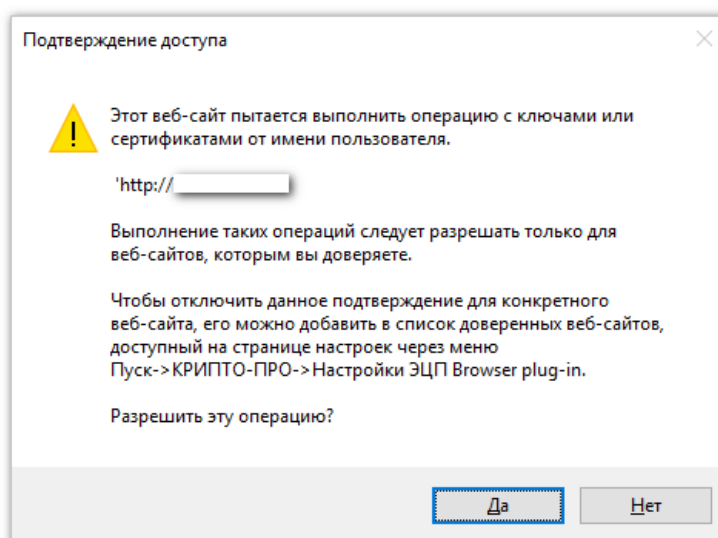 Подтверждение доступа
Этот веб-сайт пытается выполнить операцию с ключами или
сертификатами от имени пользователя.
'http://
Выполнение таких операций следует разрешать только для
веб-сайтов, которым вы доверяете.
Чтобы отключить данное подтверждение для конкретного
веб-сайта, его можно добавить в список доверенных веб-сайтов,
доступный на странице настроек через меню
Пуск->КРИПТО-ПРО->Настройки ЭЦП Browser plug-in.
Разрешить эту операцию?
Да Нет